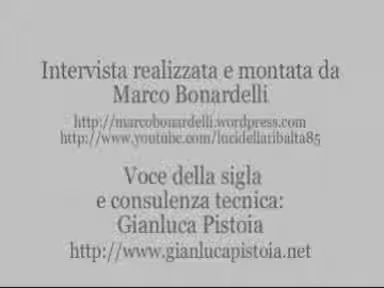 Intervista realizzata e montata da
Marco Bonardelli
http://marcobonardelli.wordpress.com
http://www.youtube.com/lucidellaribalta85
Voce della sigla
e consulenza tecnica:
Gianluca Pistoia
http://www.gianlucapistoia.net